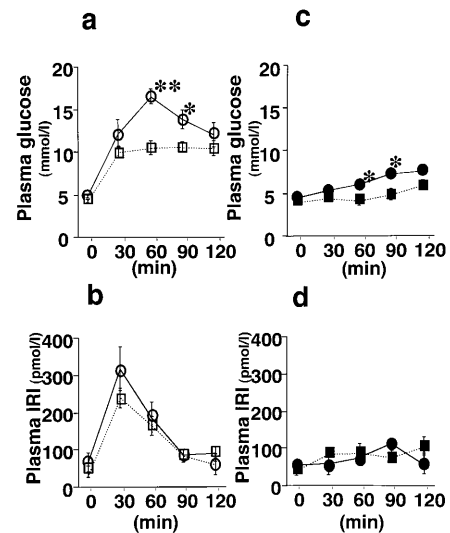 a
c
Plasma glucose
(mmol/l)
20
15
10
5
0
**
*
0 30 60 90 120
(min)
Plasma glucose
(mmol/l)
20
15
10
5
0
*
*
0 30 60 90 120
(min)
b
d
Plasma IRI (pmol/l)
400
300
200
100
0
0 30 60 90 120
(min)
Plasma IRI (pmol/l)
400
300
200
100
0
0 30 60 90 120
(min)